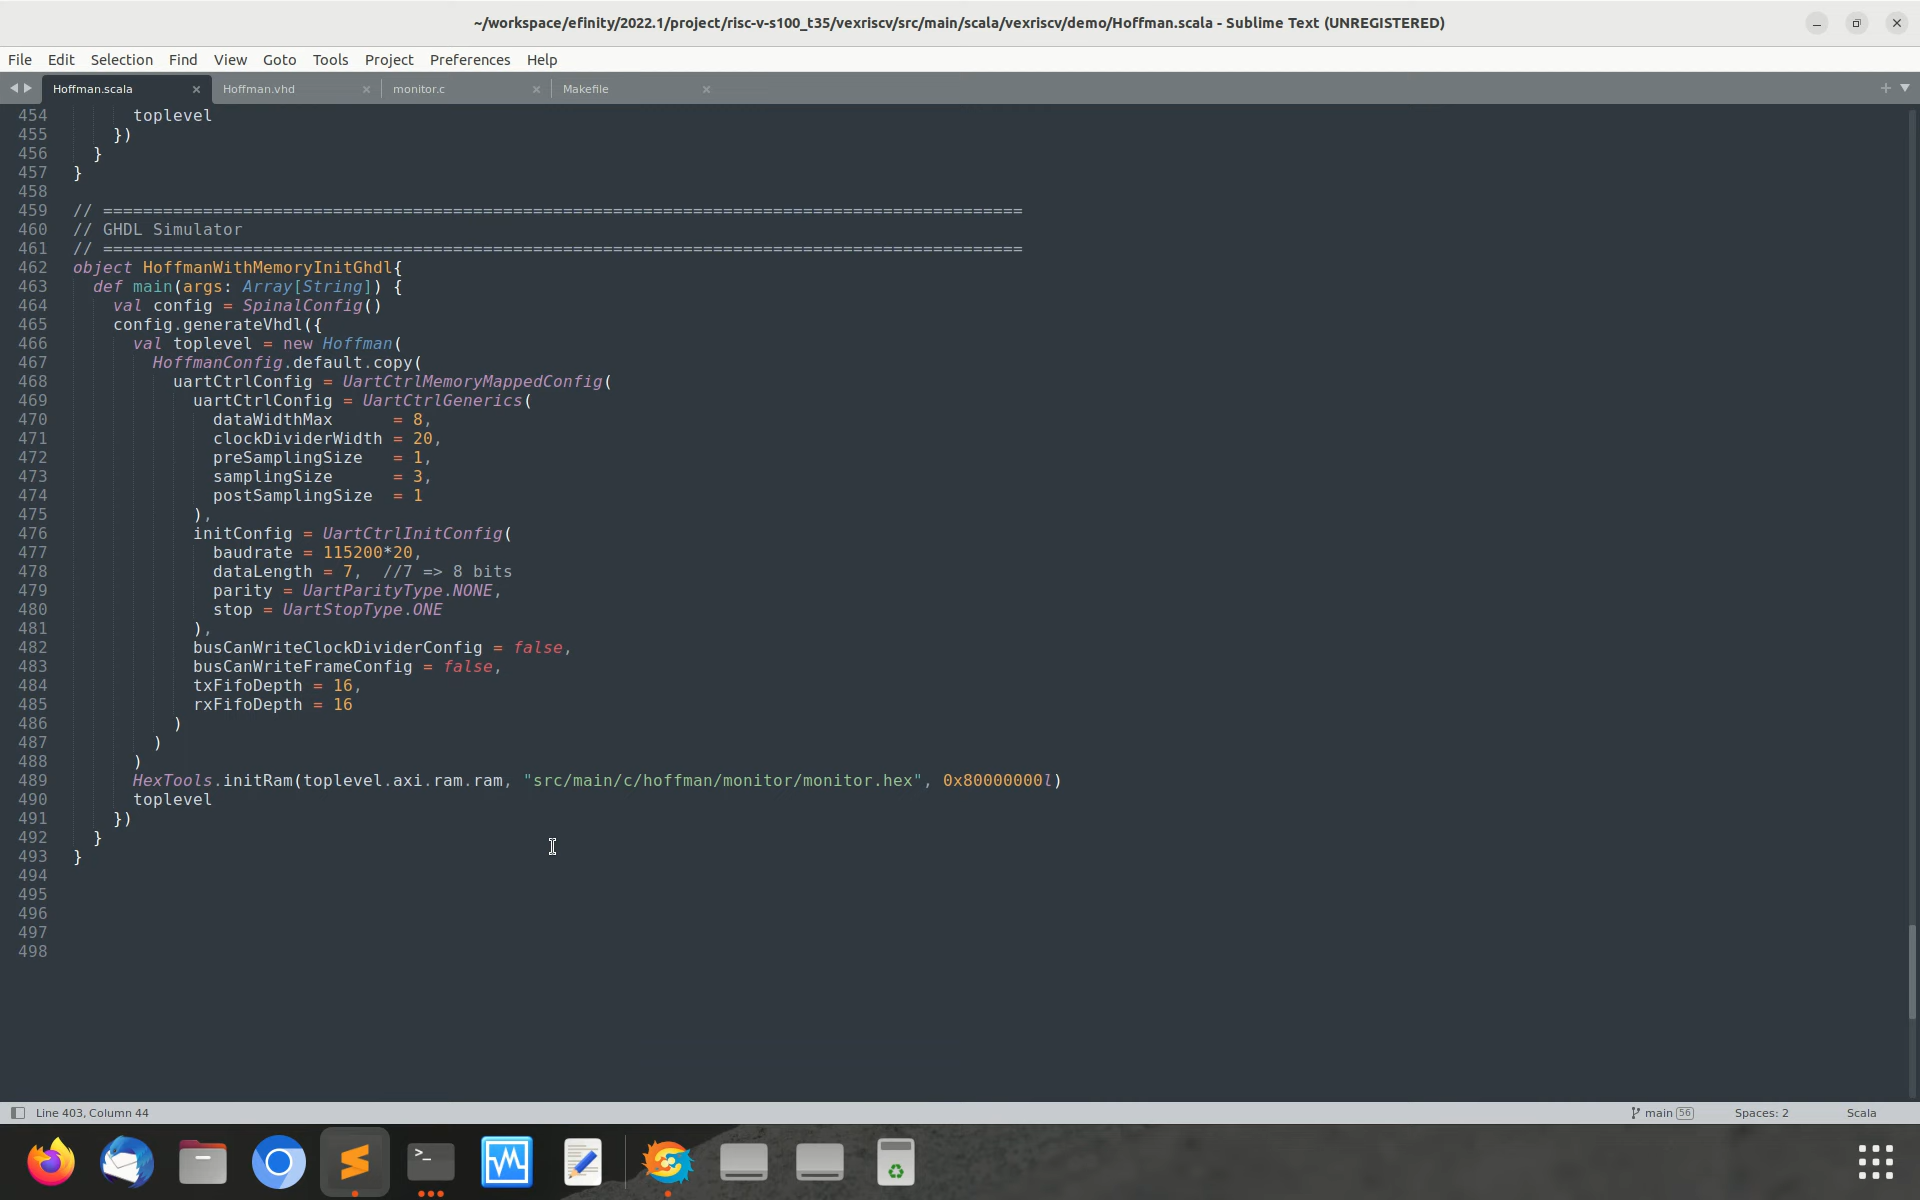 ~/workspace/efinity/2022.1/project/risc-v-s100_t35/vexriscv/src/main/scala/vexriscv/demo/Hoffman.scala - Sublime Text (UNREGISTERED)
File Edit Selection Find View Goto Tools Project Preferences Help
Hoffman.scala Hoffman.vhd monitor.c Makefile
454 toplevel
455 })
456 }
457 }
458
459 // ============================================================================================
460 // GHDL Simulator
461 // ============================================================================================
462 object HoffmanWithMemoryInitGhdl{
463 def main(args: Array[String]) {
464 val config = SpinalConfig()
465 config.generateVhdl({
466 val toplevel = new Hoffman(
467 HoffmanConfig.default.copy(
468 uartCtrlConfig = UartCtrlMemoryMappedConfig(
469 uartCtrlConfig = UartCtrlGenerics(
470 dataWidthMax      = 8,
471 clockDividerWidth = 20,
472 preSamplingSize   = 1,
473 samplingSize      = 3,
474 postSamplingSize  = 1
475 ),
476 initConfig = UartCtrlInitConfig(
477 baudrate = 115200*20,
478 dataLength = 7,  //7 => 8 bits
479 parity = UartParityType.NONE,
480 stop = UartStopType.ONE
481 ),
482 busCanWriteClockDividerConfig = false,
483 busCanWriteFrameConfig = false,
484 txFifoDepth = 16,
485 rxFifoDepth = 16
486 )
487 )
488 )
489 HexTools.initRam(toplevel.axi.ram.ram, "src/main/c/hoffman/monitor/monitor.hex", 0x80000000l)
490 toplevel
491 })
492 }
493 }
494
495
496
497
498
Line 403, Column 44 main 56 Spaces: 2 Scala
>_